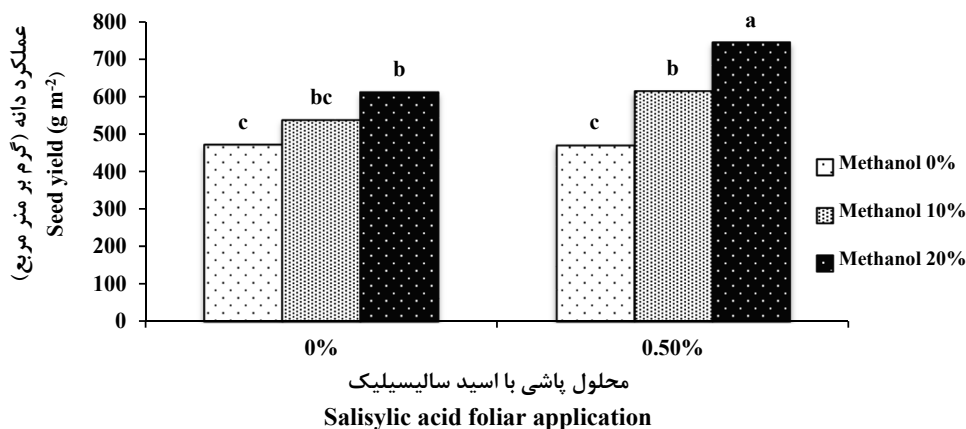 عملکرد دانه (گرم بر متر مربع)
Seed yield (g m⁻²)
800
700
600
500
400
300
200
100
0
c
bc
b
c
b
a
Methanol 0%
Methanol 10%
Methanol 20%
0%
0.50%
محلول پاشی با اسید سالیسیلیک
Salisylic acid foliar application